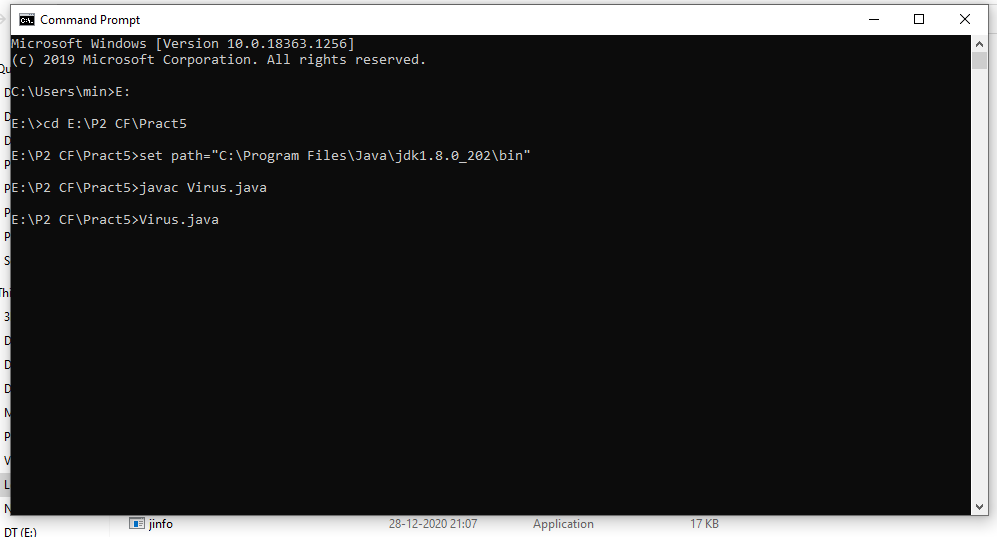 Command Prompt
Microsoft Windows [Version 10.0.18363.1256]
(c) 2019 Microsoft Corporation. All rights reserved.
C:\Users\min>E:
E:\>cd E:\P2 CF\Pract5
E:\P2 CF\Pract5>set path="C:\Program Files\Java\jdk1.8.0_202\bin"
E:\P2 CF\Pract5>javac Virus.java
E:\P2 CF\Pract5>Virus.java
jinfo 28-12-2020 21:07 Application 17 KB
DT (E:)